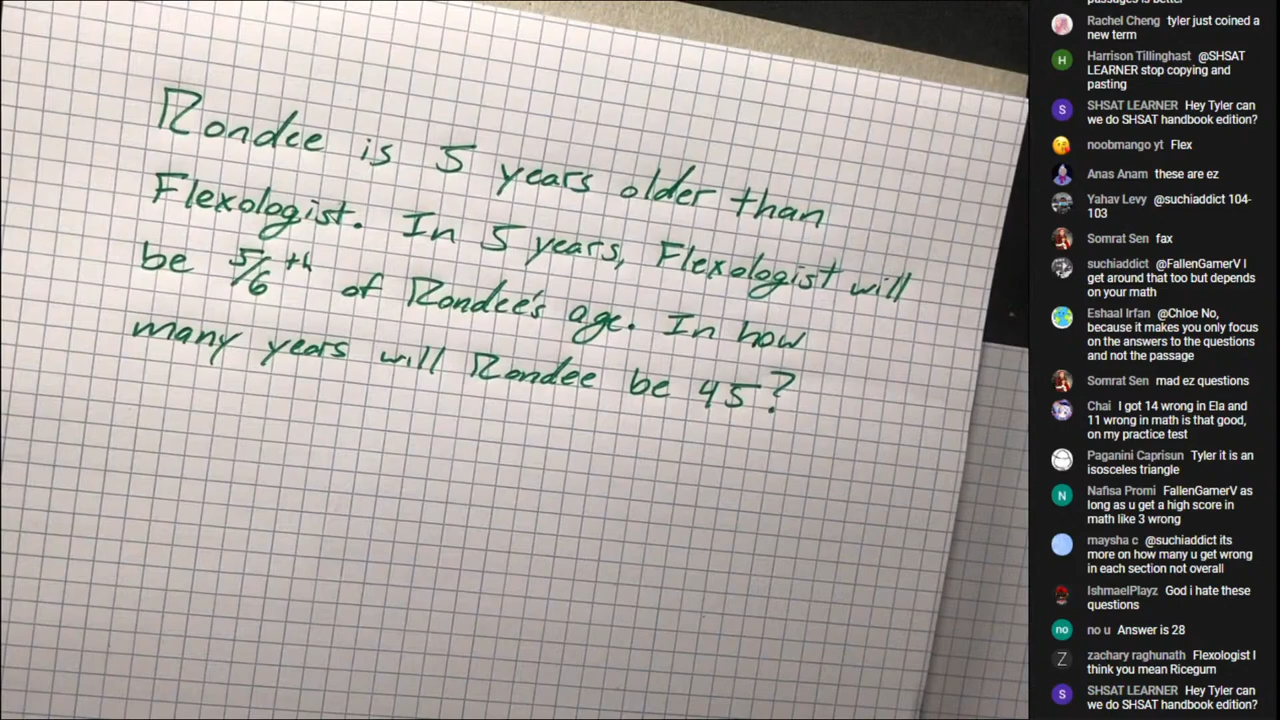 Rondee is 5 years older than
Flexologist. In 5 years, Flexologist will
be 5/6th of Rondee's age. In how
many years will Rondee be 45?
passages is better
Rachel Cheng tyler just coined a
new term
Harrison Tillinghast @SHSAT
LEARNER stop copying and
pasting
SHSAT LEARNER Hey Tyler can
we do SHSAT handbook edition?
noobmango yt Flex
Anas Anam these are ez
Yahav Levy @suchiaddict 104-
103
Somrat Sen fax
suchiaddict @FallenGamerV I
get around that too but depends
on your math
Eshaal Irfan @Chloe No,
because it makes you only focus
on the answers to the questions
and not the passage
Somrat Sen mad ez questions
Chai I got 14 wrong in Ela and
11 wrong in math is that good,
on my practice test
Paganini Caprisun Tyler it is an
isosceles triangle
Nafisa Promi FallenGamerV as
long as u get a high score in
math like 3 wrong
maysha c @suchiaddict its
more on how many u get wrong
in each section not overall
IshmaelPlayz God i hate these
questions
no u Answer is 28
zachary raghunath Flexologist I
think you mean Ricegum
SHSAT LEARNER Hey Tyler can
we do SHSAT handbook edition?
H
S
N
no
Z
S